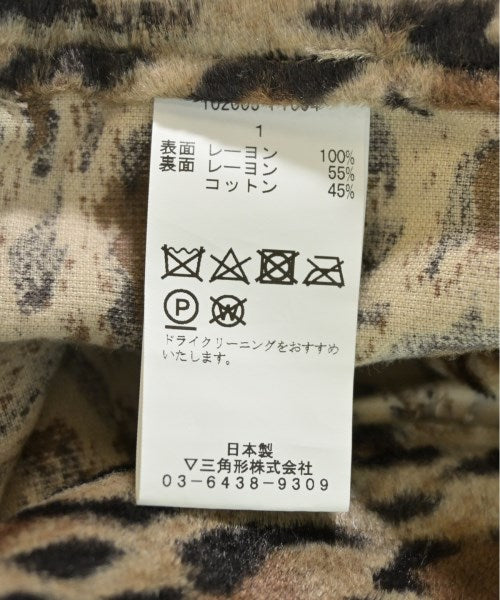 1
表面 レーヨン 100%
裏面 レーヨン 55%
コットン 45%
P W
ドライクリーニングをおすすめ
いたします。
日本製
▽三角形株式会社
03-6438-9309